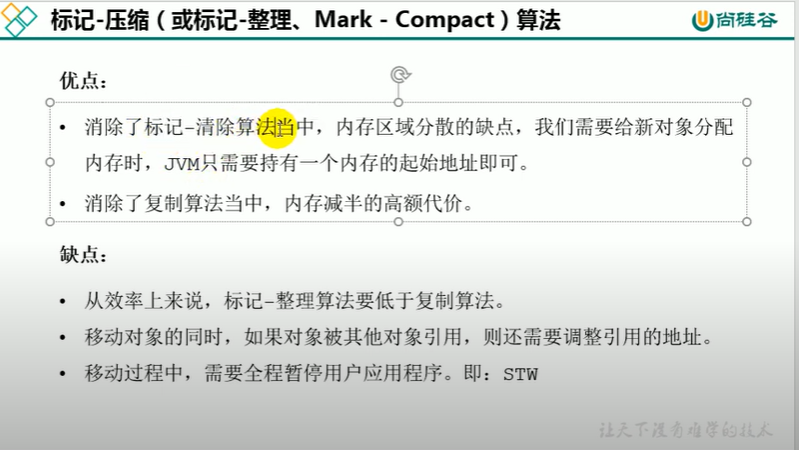 标记-压缩（或标记-整理、Mark - Compact）算法
尚硅谷
优点：
• 消除了标记-清除算法当中，内存区域分散的缺点，我们需要给新对象分配
内存时，JVM只需要持有一个内存的起始地址即可。
• 消除了复制算法当中，内存减半的高额代价。
缺点：
• 从效率上来说，标记-整理算法要低于复制算法。
• 移动对象的同时，如果对象被其他对象引用，则还需要调整引用的地址。
• 移动过程中，需要全程暂停用户应用程序。即：STW
让天下没有难学的技术